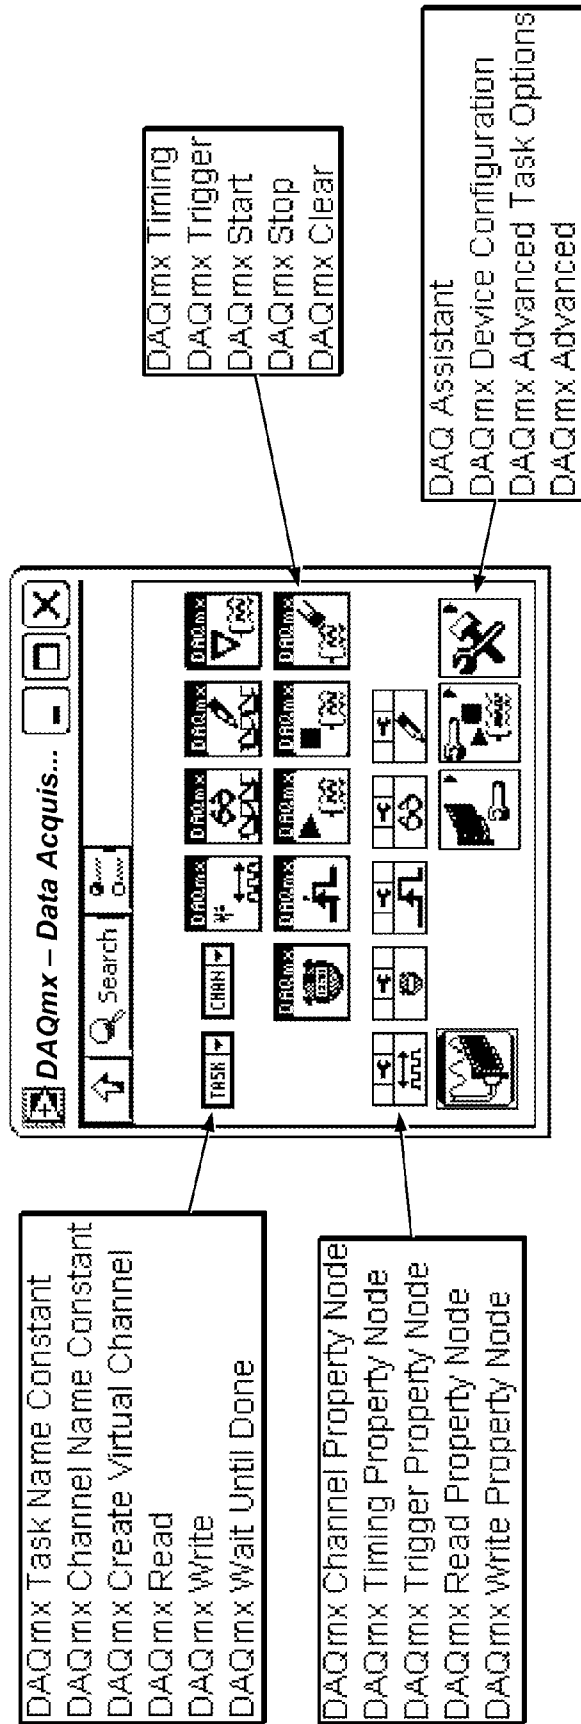 DAQmx – Data Acquis...
Search
TASK
CHAN
DAQmx
DAQmx
DAQmx
DAQmx
DAQmx
DAQmx
DAQmx
DAQmx
DAQmx
DAQmx Task Name Constant
DAQmx Channel Name Constant
DAQmx Create Virtual Channel
DAQmx Read
DAQmx Write
DAQmx Wait Until Done
DAQmx Timing
DAQmx Trigger
DAQmx Start
DAQmx Stop
DAQmx Clear
DAQmx Channel Property Node
DAQmx Timing Property Node
DAQmx Trigger Property Node
DAQmx Read Property Node
DAQmx Write Property Node
DAQ Assistant
DAQmx Device Configuration
DAQmx Advanced Task Options
DAQmx Advanced